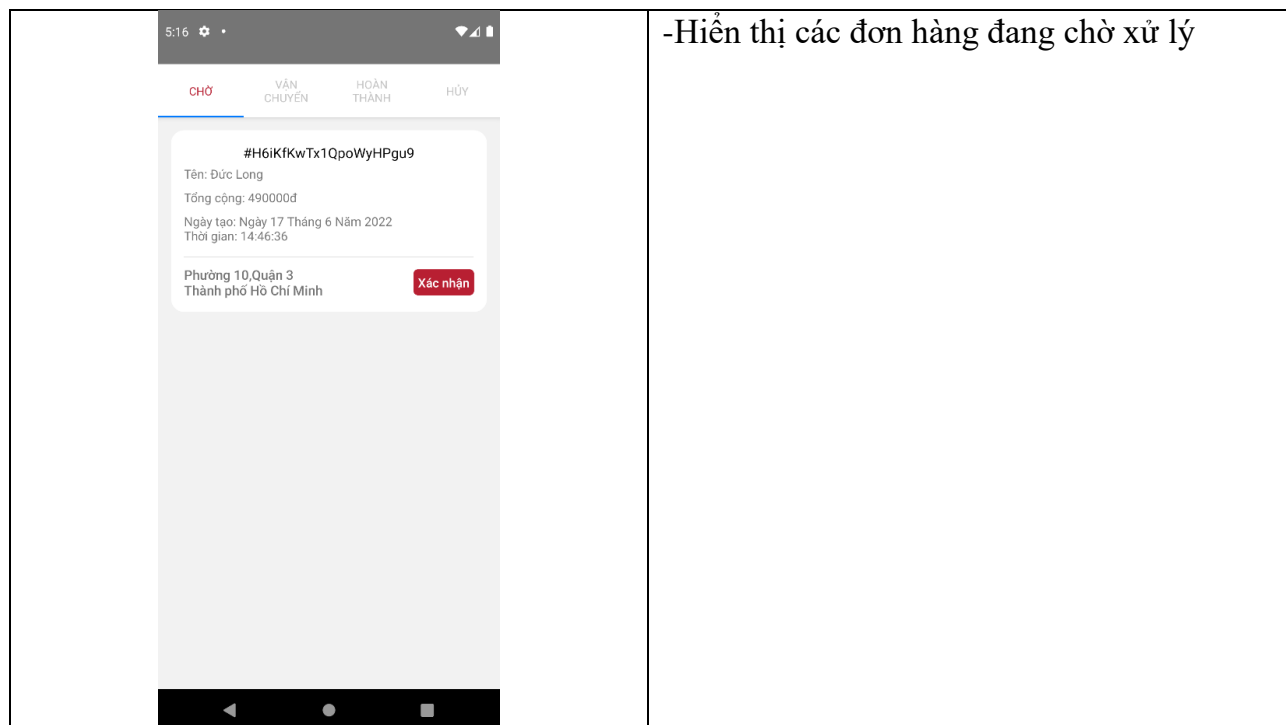 5:16
CHỜ
VẬN
CHUYỂN
HOÀN
THÀNH
HỦY
#H6iKfKwTx1QpoWyHPgu9
Tên: Đức Long
Tổng cộng: 490000đ
Ngày tạo: Ngày 17 Tháng 6 Năm 2022
Thời gian: 14:46:36
Phường 10,Quận 3
Thành phố Hồ Chí Minh
Xác nhận
-Hiển thị các đơn hàng đang chờ xử lý